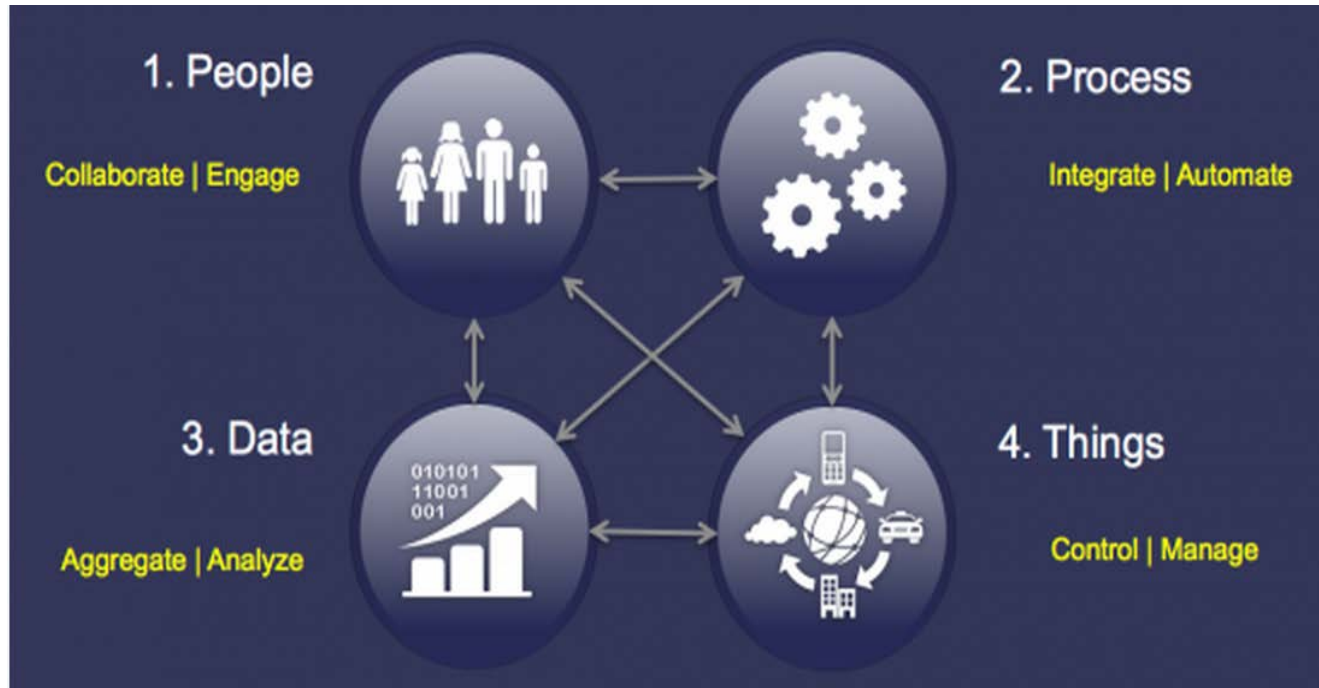 1. People
Collaborate | Engage
2. Process
Integrate | Automate
3. Data
010101
11001
001
Aggregate | Analyze
4. Things
Control | Manage